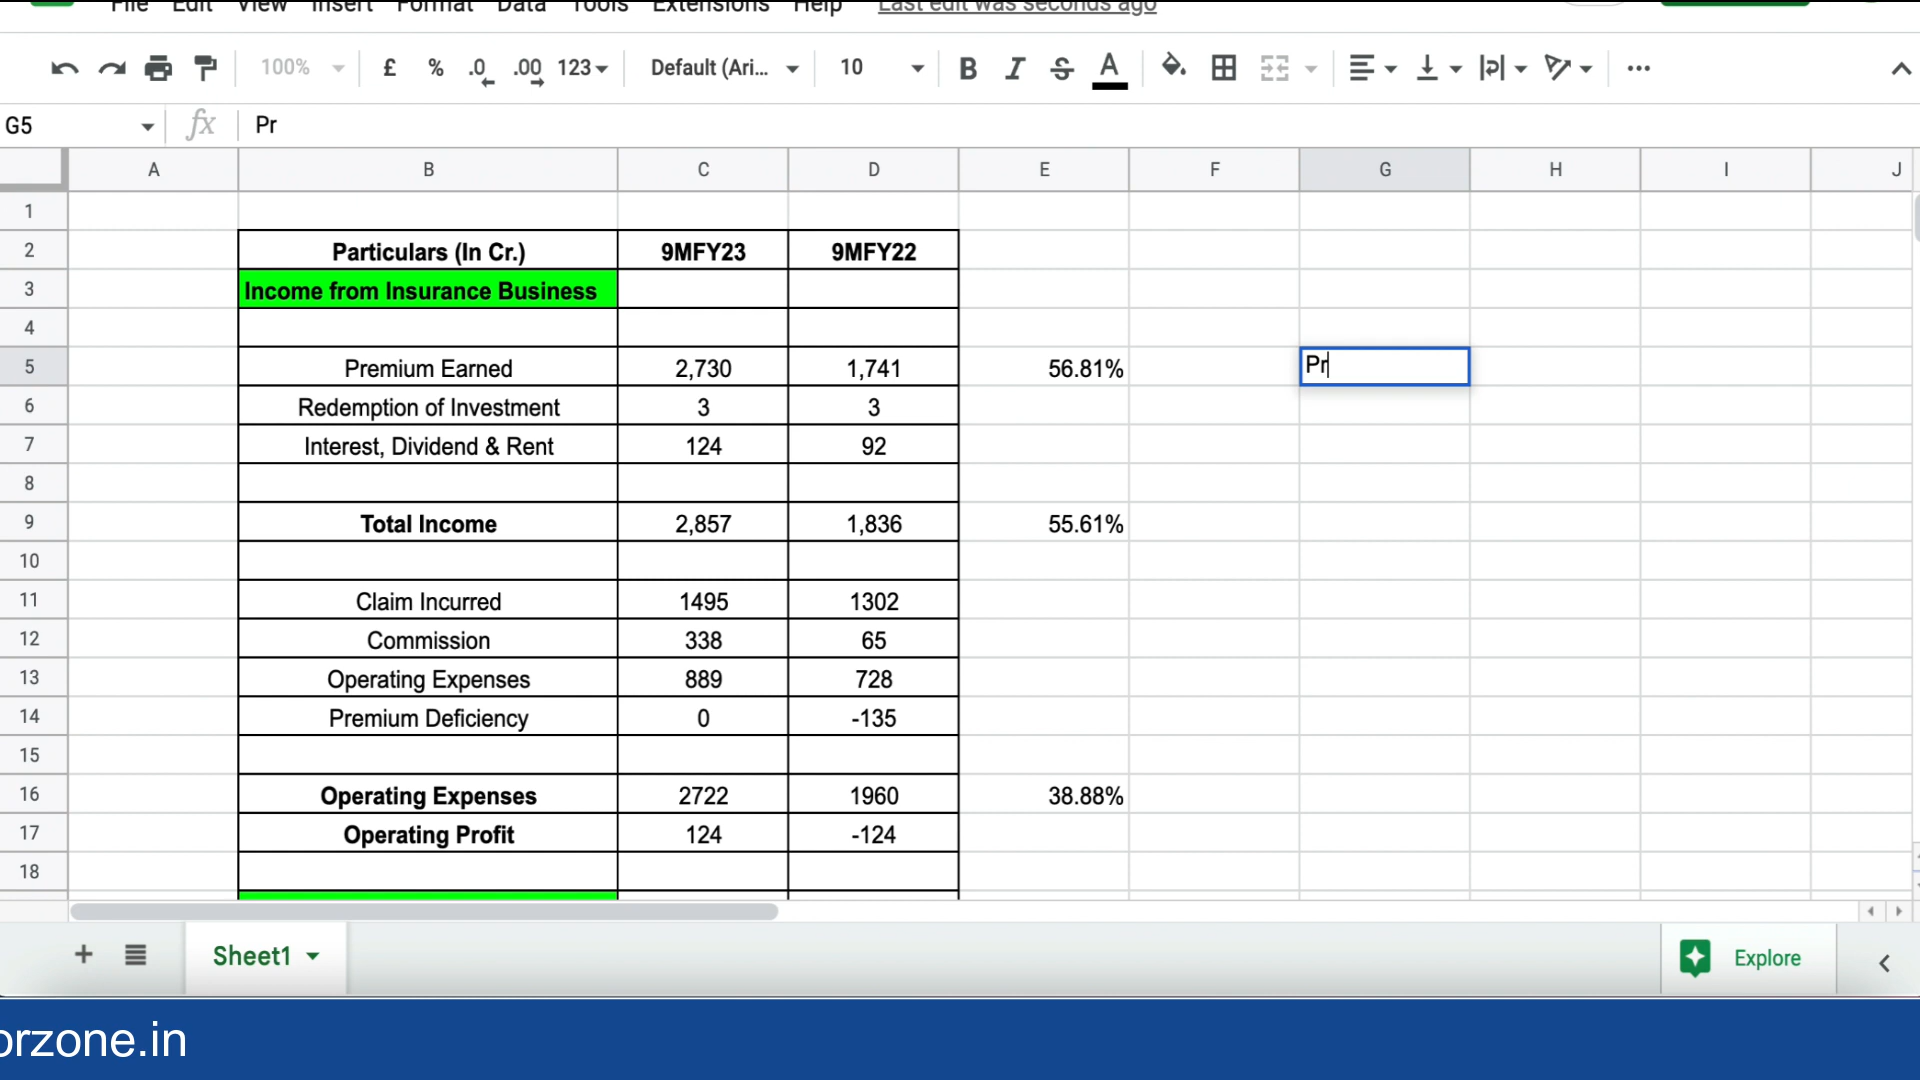 File Edit View Insert Format Data Tools Extensions Help Last edit was seconds ago
100% £ % .0 .00 123 Default (Ari... 10 B I S A
G5 fx Pr
A B C D E F G H I J
1
2 Particulars (In Cr.) 9MFY23 9MFY22
3 Income from Insurance Business
4
5 Premium Earned 2,730 1,741 56.81% Pr
6 Redemption of Investment 3 3
7 Interest, Dividend & Rent 124 92
8
9 Total Income 2,857 1,836 55.61%
10
11 Claim Incurred 1495 1302
12 Commission 338 65
13 Operating Expenses 889 728
14 Premium Deficiency 0 -135
15
16 Operating Expenses 2722 1960 38.88%
17 Operating Profit 124 -124
18
Sheet1 Explore
orzone.in